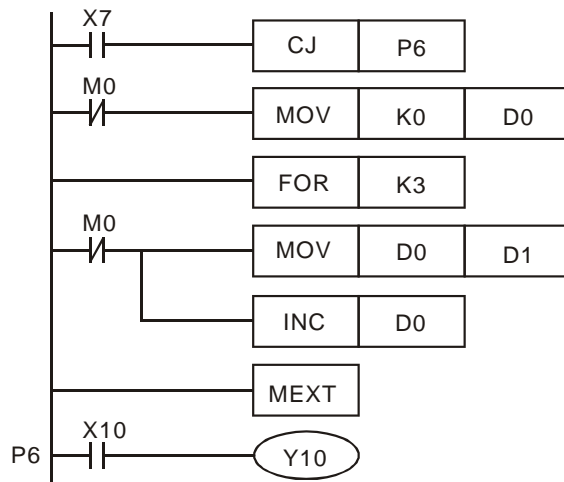 X7
CJ P6
M0
MOV K0 D0
FOR K3
M0
MOV D0 D1
INC D0
MEXT
X10
P6 Y10